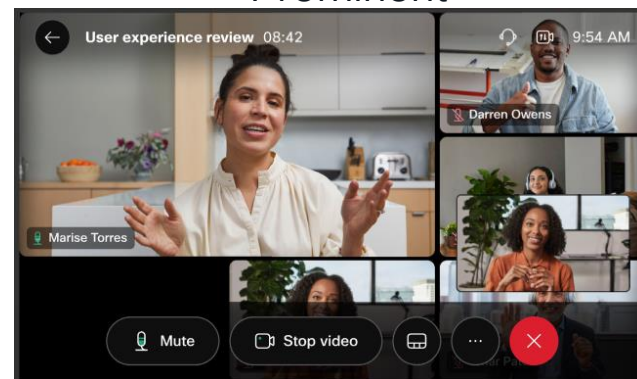 Prominent
User experience review 08:42
9:54 AM
Darren Owens
Marise Torres
Mute
Stop video